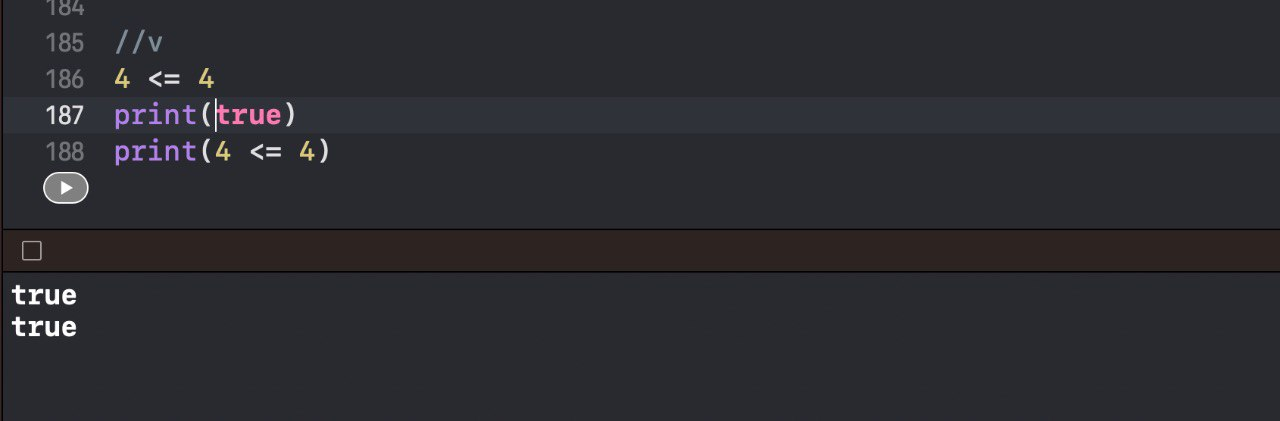 184
185 //v
186 4 <= 4
187 print(true)
188 print(4 <= 4)
true
true